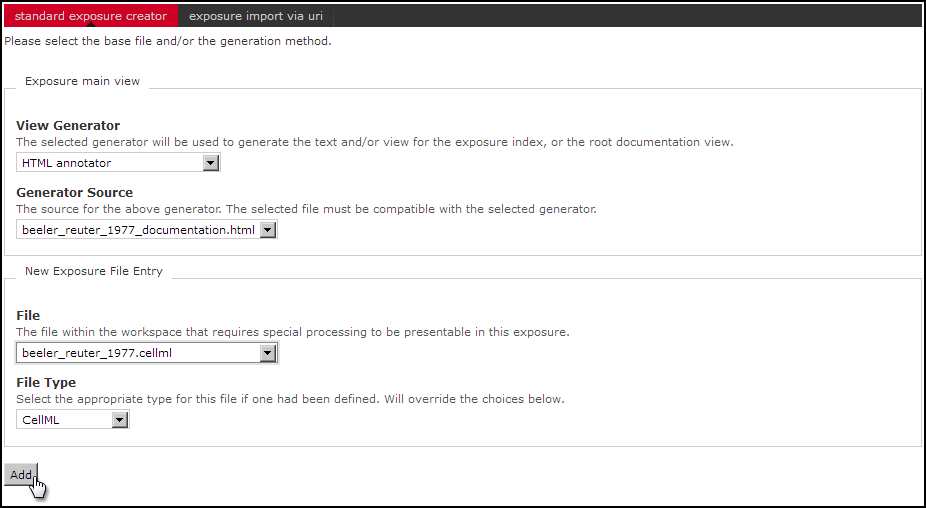 standard exposure creator exposure import via uri
Please select the base file and/or the generation method.
Exposure main view
View Generator
The selected generator will be used to generate the text and/or view for the exposure index, or the root documentation view.
HTML annotator
Generator Source
The source for the above generator. The selected file must be compatible with the selected generator.
beeler_reuter_1977_documentation.html
New Exposure File Entry
File
The file within the workspace that requires special processing to be presentable in this exposure.
beeler_reuter_1977.cellml
File Type
Select the appropriate type for this file if one had been defined. Will override the choices below.
CellML
Add